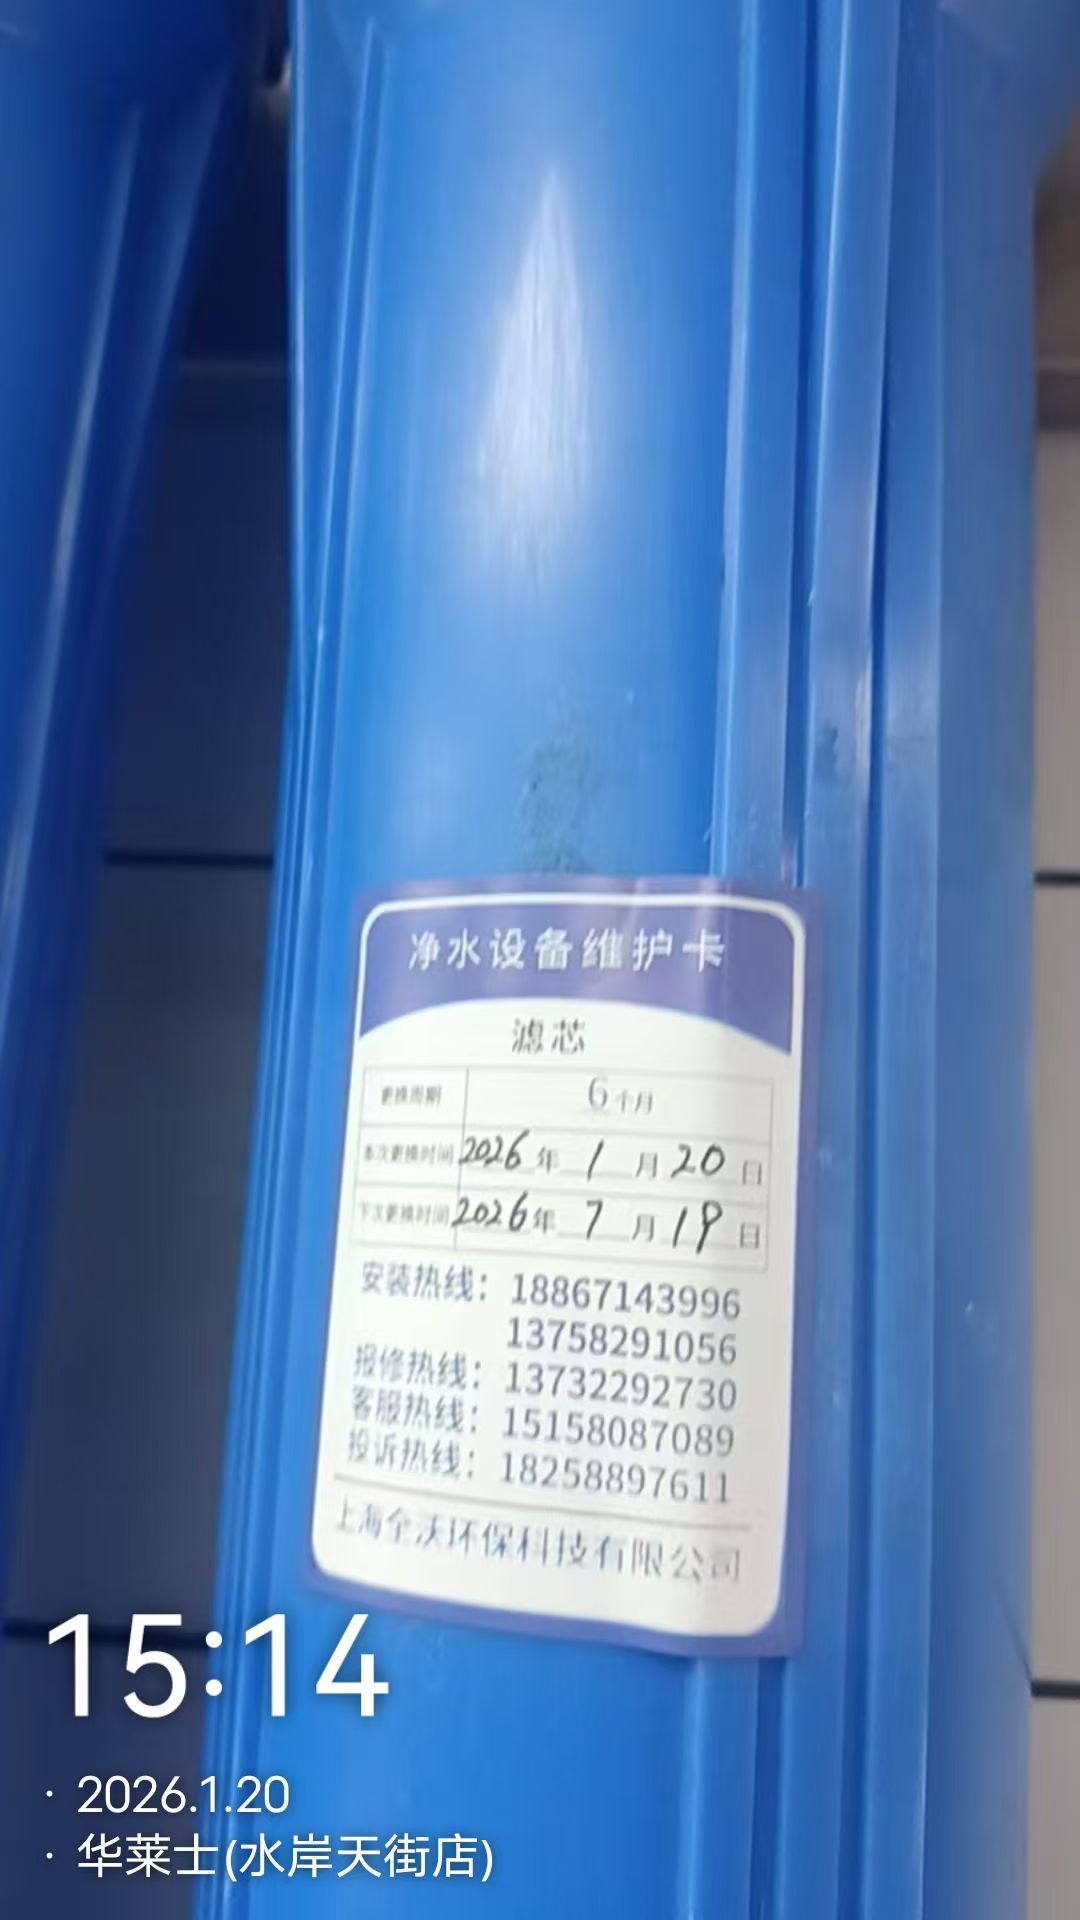 净水设备维护卡
滤芯
更换周期 6个月
本次更换时间 2026年 1 月 20 日
下次更换时间 2026年 7 月 19 日
安装热线：18867143996
13758291056
报修热线：13732292730
客服热线：15158087089
投诉热线：18258897611
上海全沃环保科技有限公司
15:14
· 2026.1.20
· 华莱士(水岸天街店)